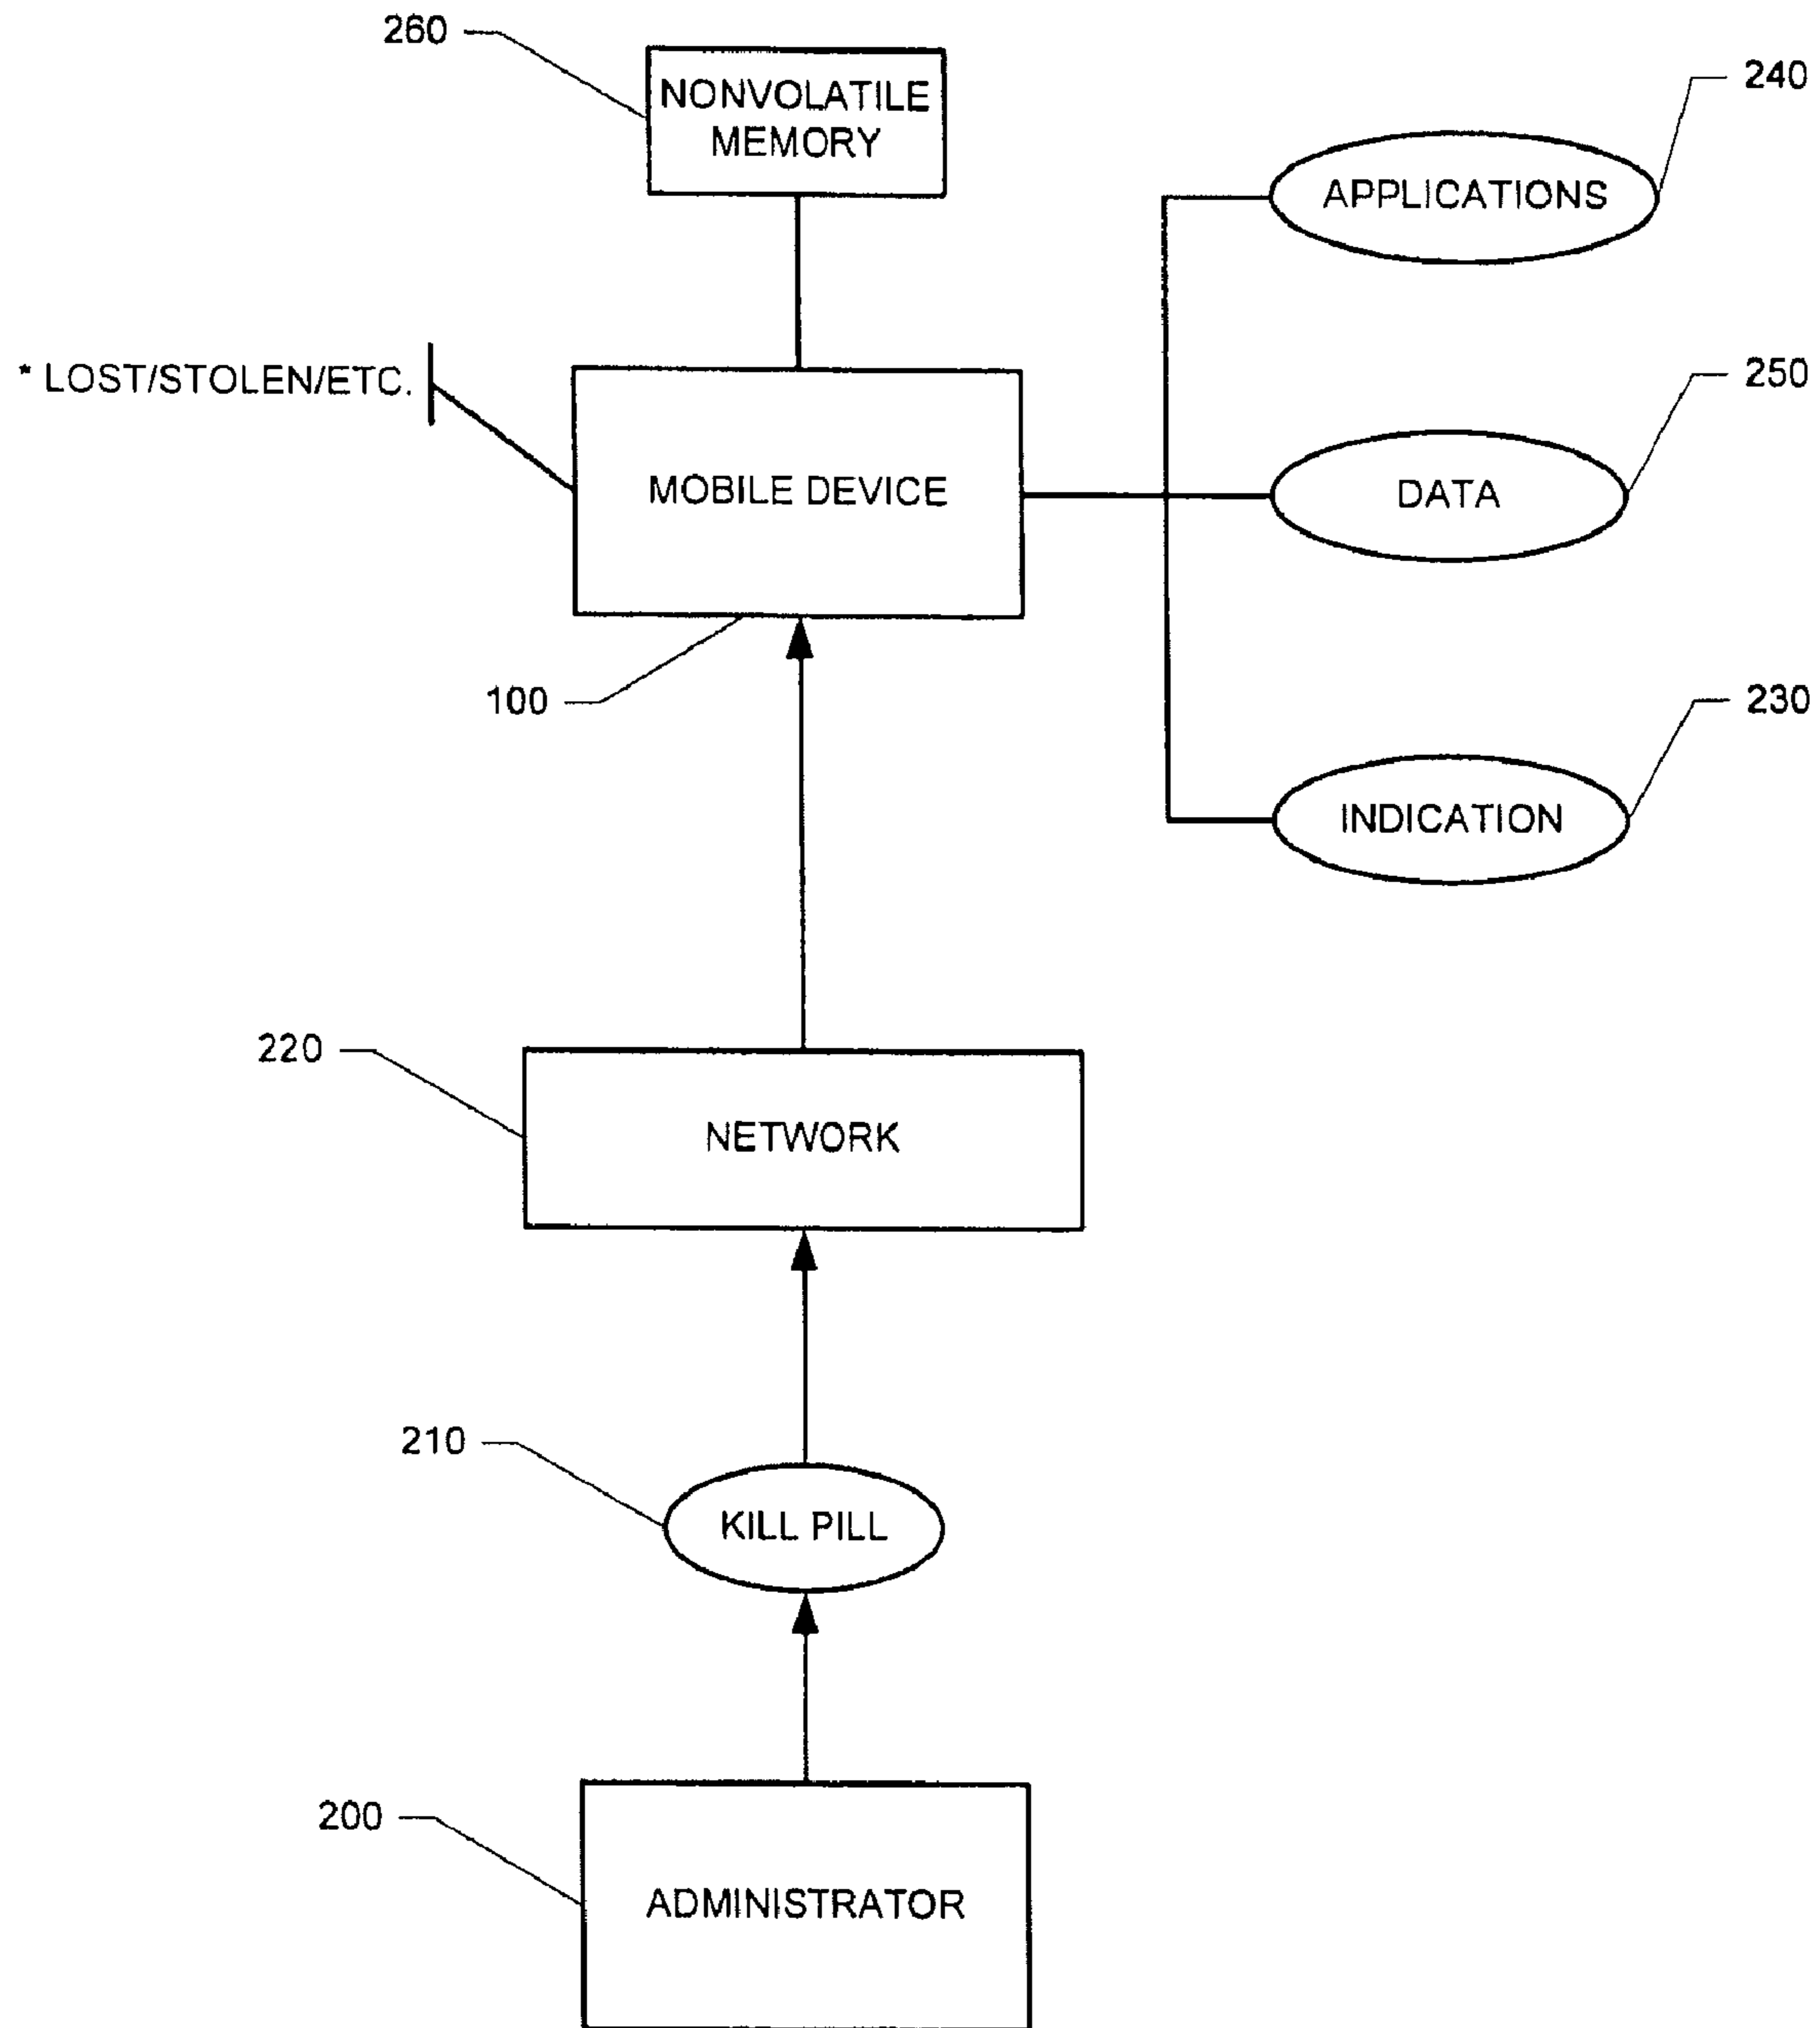 260
NONVOLATILE
MEMORY
240
APPLICATIONS
* LOST/STOLEN/ETC.
250
MOBILE DEVICE
DATA
100
230
INDICATION
220
NETWORK
210
KILL PILL
200
ADMINISTRATOR